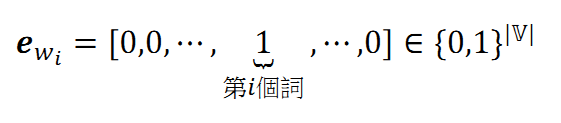 𝒆_{w_i} = [0,0,⋯, 1 ,⋯,0] ∈ {0,1}^{|𝕍|}
第i個詞